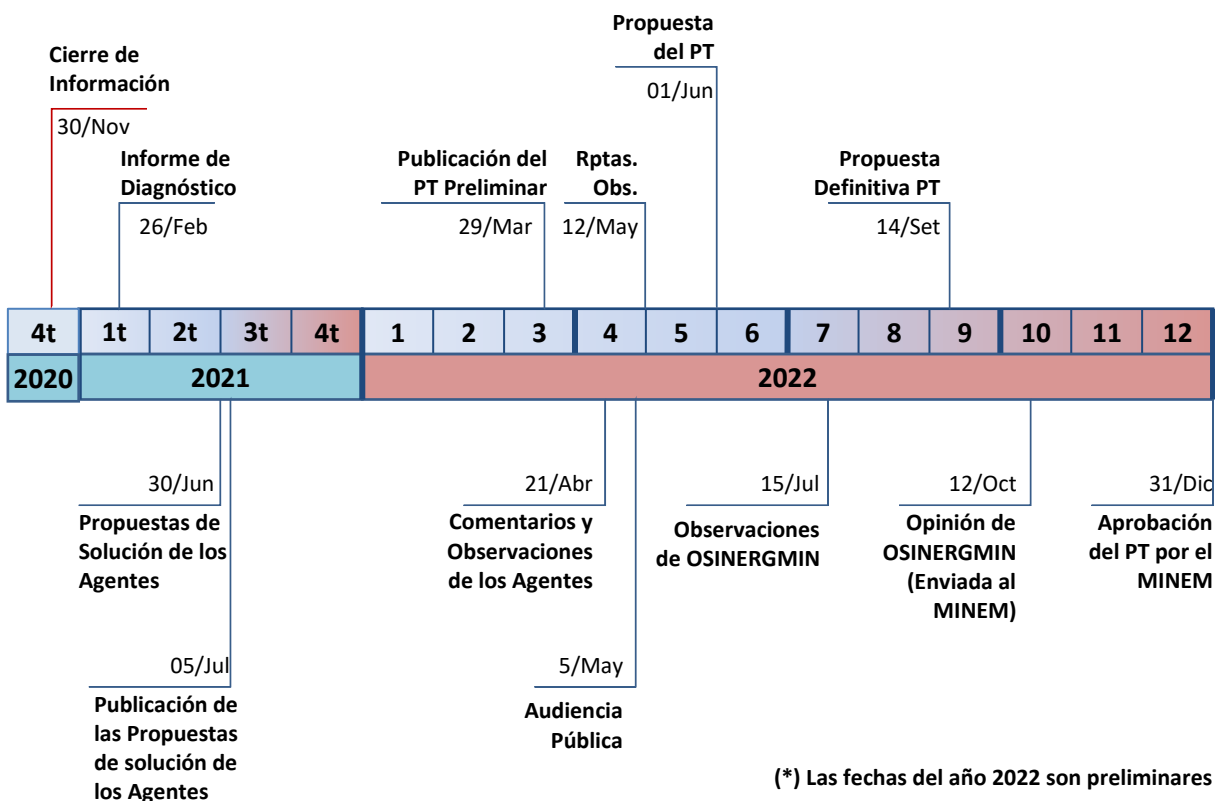 Propuesta
del PT
01/Jun
Cierre de
Información
30/Nov
Informe de
Diagnóstico
26/Feb
Publicación del
PT Preliminar
29/Mar
Rptas.
Obs.
12/May
Propuesta
Definitiva PT
14/Set
4t 1t 2t 3t 4t 1 2 3 4 5 6 7 8 9 10 11 12
2020 2021 2022
30/Jun
Propuestas de
Solución de los
Agentes
21/Abr
Comentarios y
Observaciones
de los Agentes
15/Jul
Observaciones
de OSINERGMIN
12/Oct
Opinión de
OSINERGMIN
(Enviada al
MINEM)
31/Dic
Aprobación
del PT por el
MINEM
05/Jul
Publicación de
las Propuestas
de solución de
los Agentes
5/May
Audiencia
Pública
(*) Las fechas del año 2022 son preliminares